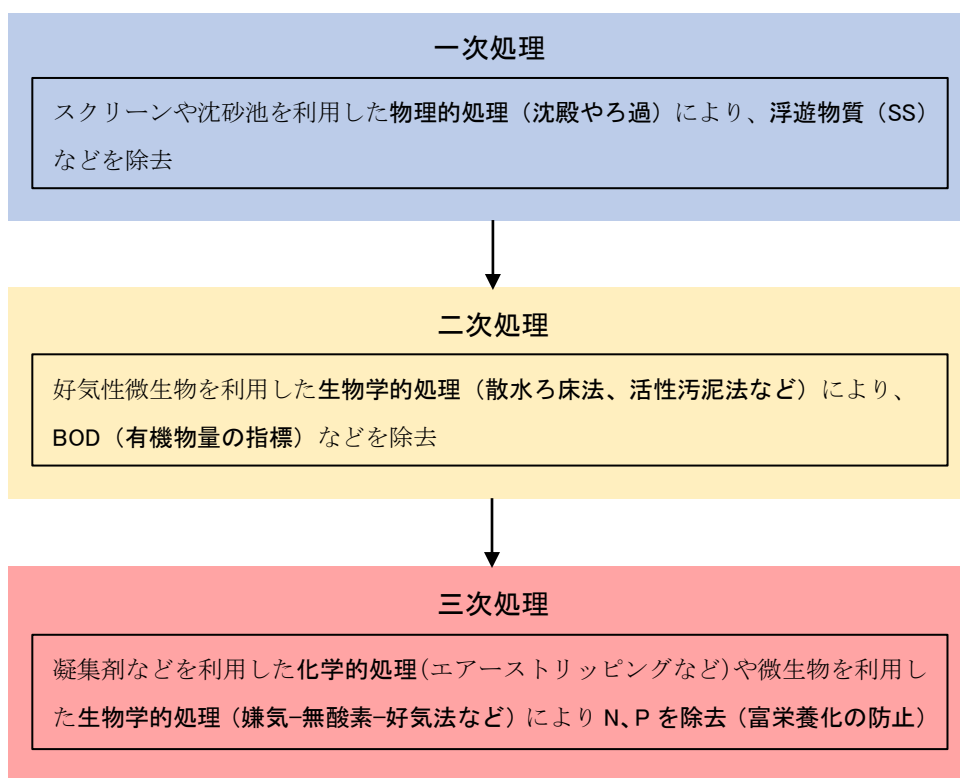 一次処理
スクリーンや沈砂池を利用した物理的処理（沈殿やろ過）により、浮遊物質（SS）
などを除去
二次処理
好気性微生物を利用した生物学的処理（散水ろ床法、活性汚泥法など）により、
BOD（有機物量の指標）などを除去
三次処理
凝集剤などを利用した化学的処理(エアーストリッピングなど)や微生物を利用し
た生物学的処理（嫌気−無酸素−好気法など）により N、P を除去（富栄養化の防止）